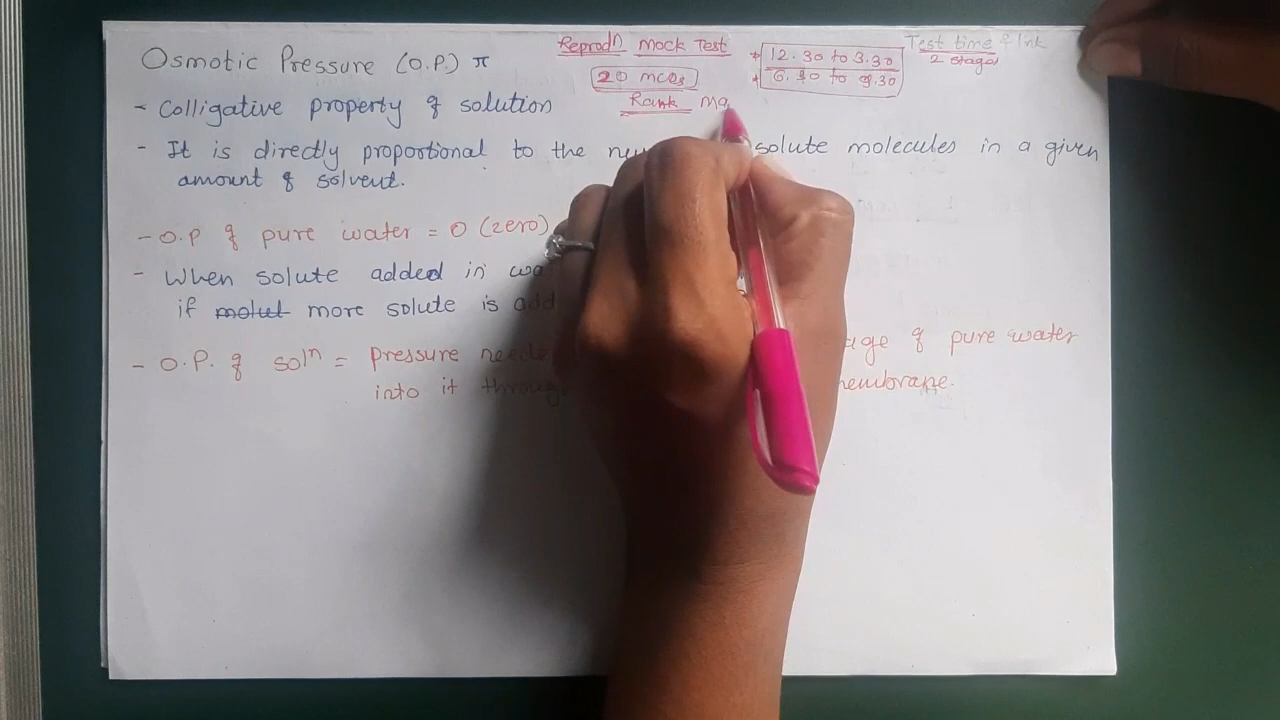 Osmotic Pressure (O.P.) π
Reprodn Mock Test
20 MCQs
Rank
* 12.30 to 3.30
* 6.30 to 9.30
Test time & link
2 stages
- Colligative property of solution
- It is directly proportional to the solute molecules in a given
amount of solvent.
- O.P of pure water = 0 (zero)
- When solute added in
if more solute is
- O.P. of soln = pressure of pure water
into it